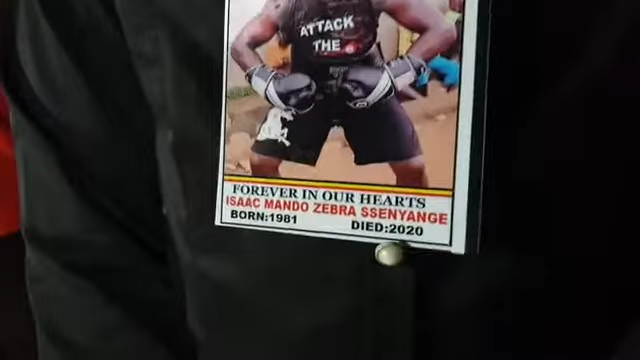 ATTACK
THE
FOREVER IN OUR HEARTS
ISAAC MANDO ZEBRA SSENYANGE
BORN:1981 DIED:2020